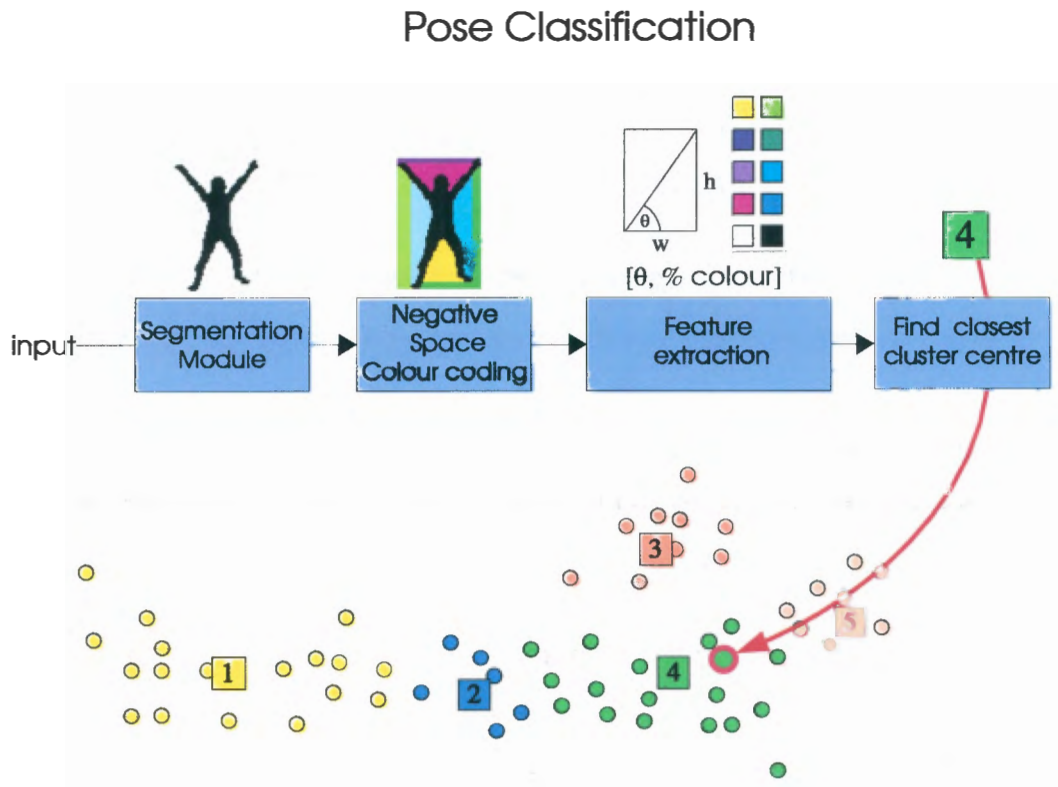 Pose Classification
h
θ
w
[θ, % colour]
4
input
Segmentation
Module
Negative
Space
Colour coding
Feature
extraction
Find closest
cluster centre
3
5
1
2
4